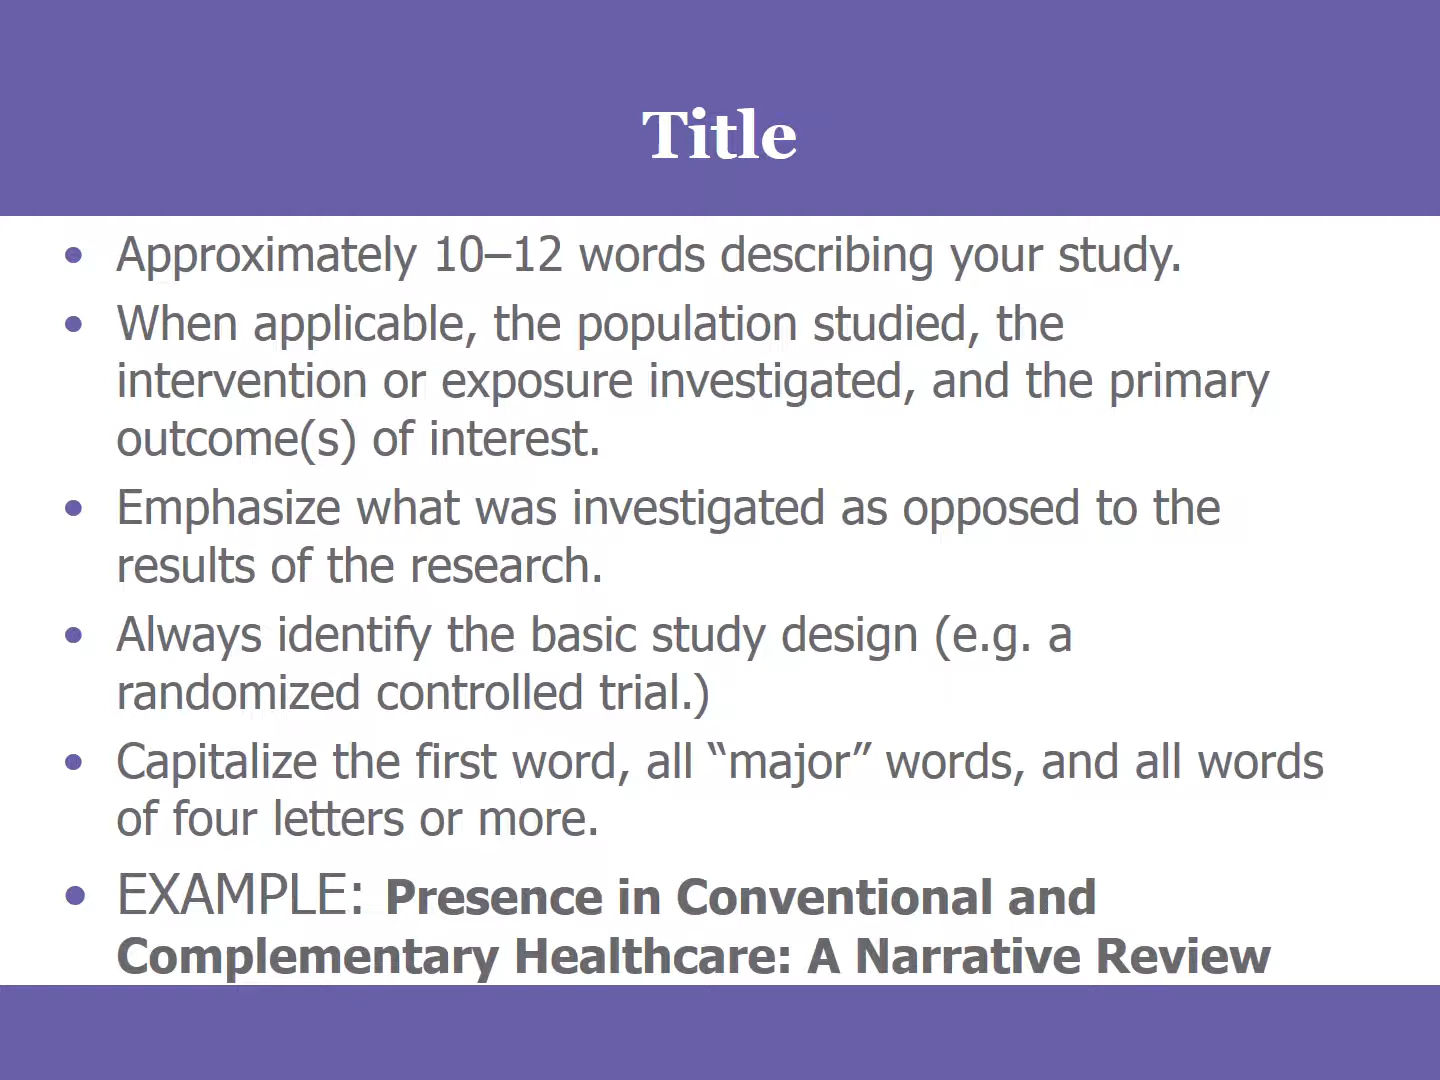 Title
• Approximately 10–12 words describing your study.
• When applicable, the population studied, the
intervention or exposure investigated, and the primary
outcome(s) of interest.
• Emphasize what was investigated as opposed to the
results of the research.
• Always identify the basic study design (e.g. a
randomized controlled trial.)
• Capitalize the first word, all “major” words, and all words
of four letters or more.
• EXAMPLE: Presence in Conventional and
Complementary Healthcare: A Narrative Review